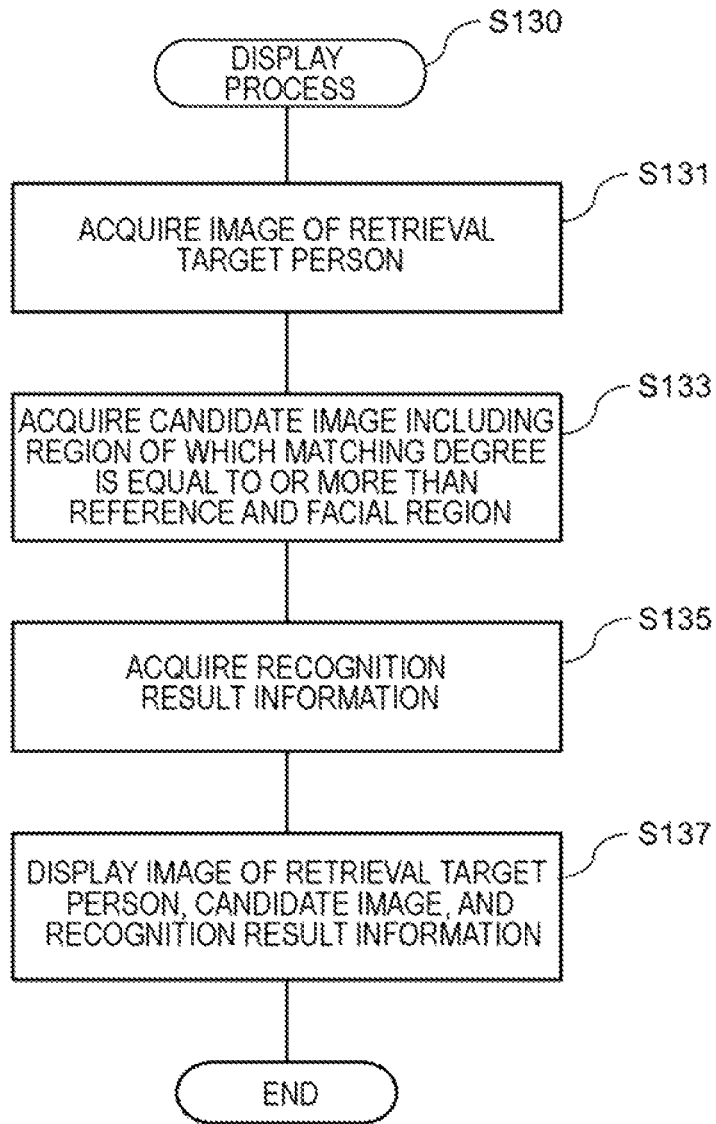 S130
DISPLAY
PROCESS
S131
ACQUIRE IMAGE OF RETRIEVAL
TARGET PERSON
S133
ACQUIRE CANDIDATE IMAGE INCLUDING
REGION OF WHICH MATCHING DEGREE
IS EQUAL TO OR MORE THAN
REFERENCE AND FACIAL REGION
S135
ACQUIRE RECOGNITION
RESULT INFORMATION
S137
DISPLAY IMAGE OF RETRIEVAL TARGET
PERSON, CANDIDATE IMAGE, AND
RECOGNITION RESULT INFORMATION
END